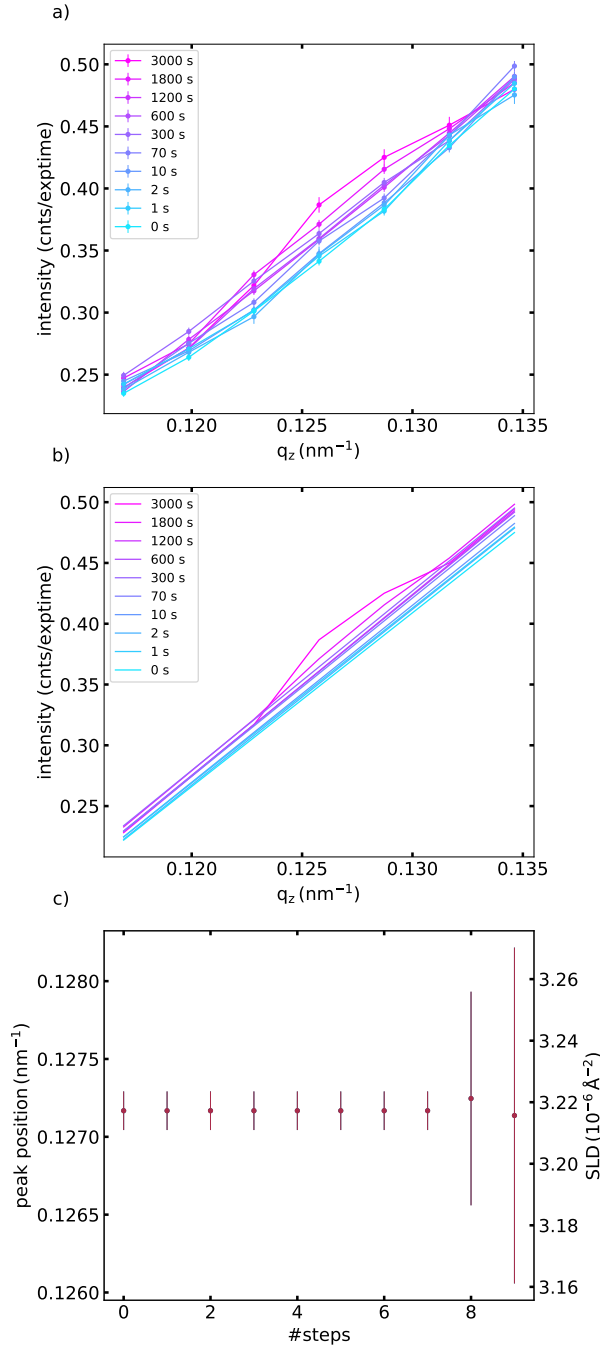 a)
0.50
0.45
0.40
0.35
0.30
0.25
intensity (cnts/exptime)
3000 s
1800 s
1200 s
600 s
300 s
70 s
10 s
2 s
1 s
0 s
0.120
0.125
0.130
0.135
q_z (nm⁻¹)
b)
0.50
0.45
0.40
0.35
0.30
0.25
intensity (cnts/exptime)
3000 s
1800 s
1200 s
600 s
300 s
70 s
10 s
2 s
1 s
0 s
0.120
0.125
0.130
0.135
q_z (nm⁻¹)
c)
0.1280
0.1275
0.1270
0.1265
0.1260
peak position (nm⁻¹)
3.26
3.24
3.22
3.20
3.18
3.16
SLD (10⁻⁶ Å⁻²)
0
2
4
6
8
#steps